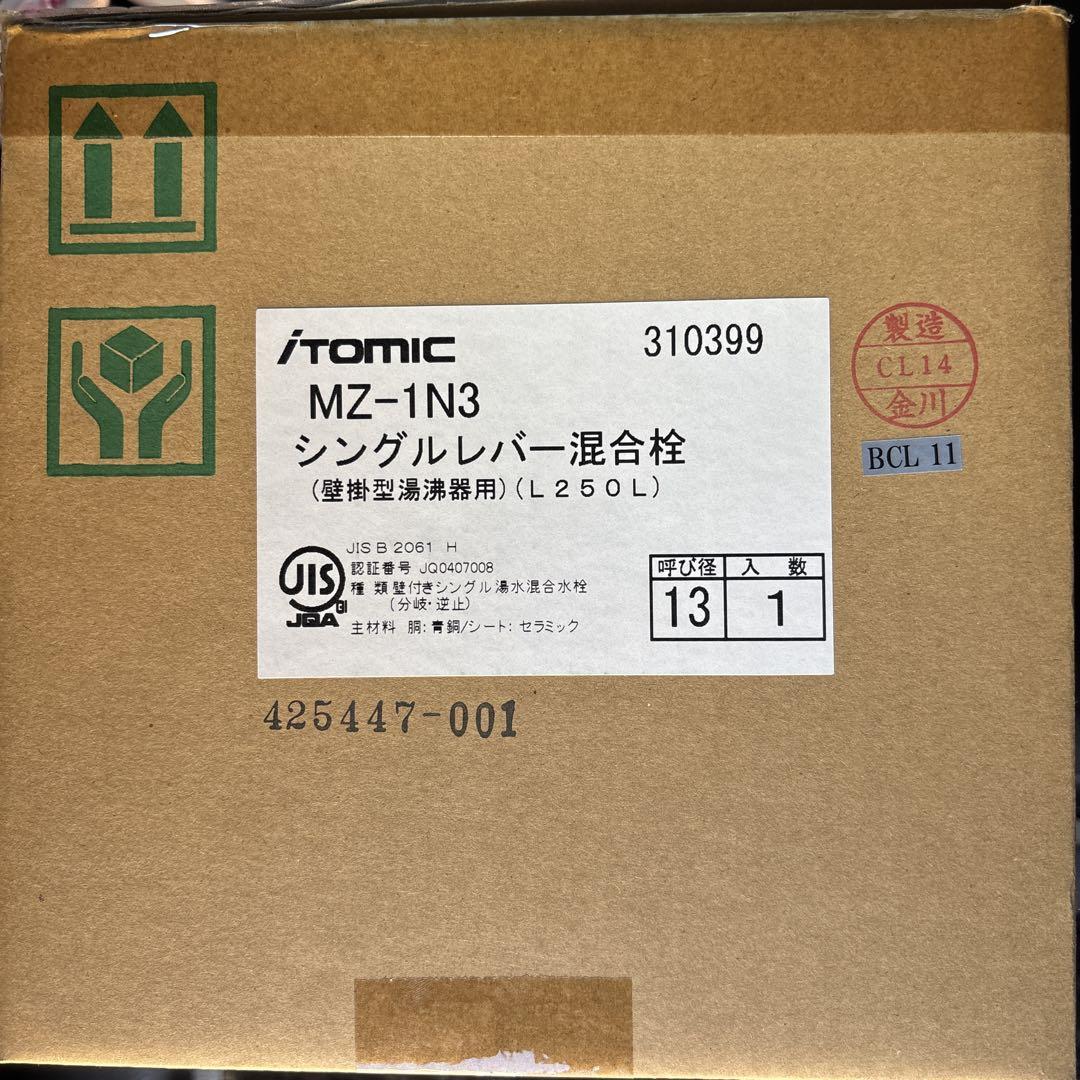 iTOMIC 310399
MZ-1N3
シングルレバー混合栓
(壁掛型湯沸器用)(L250L)
JIS B 2061 H
認証番号 JQ0407008
種 類 壁付きシングル湯水混合水栓
(分岐・逆止)
主材料 胴:青銅/シート:セラミック
JIS
JQA
GI
呼び径 入 数
13 1
製造
CL14
金川
BCL 11
425447-001